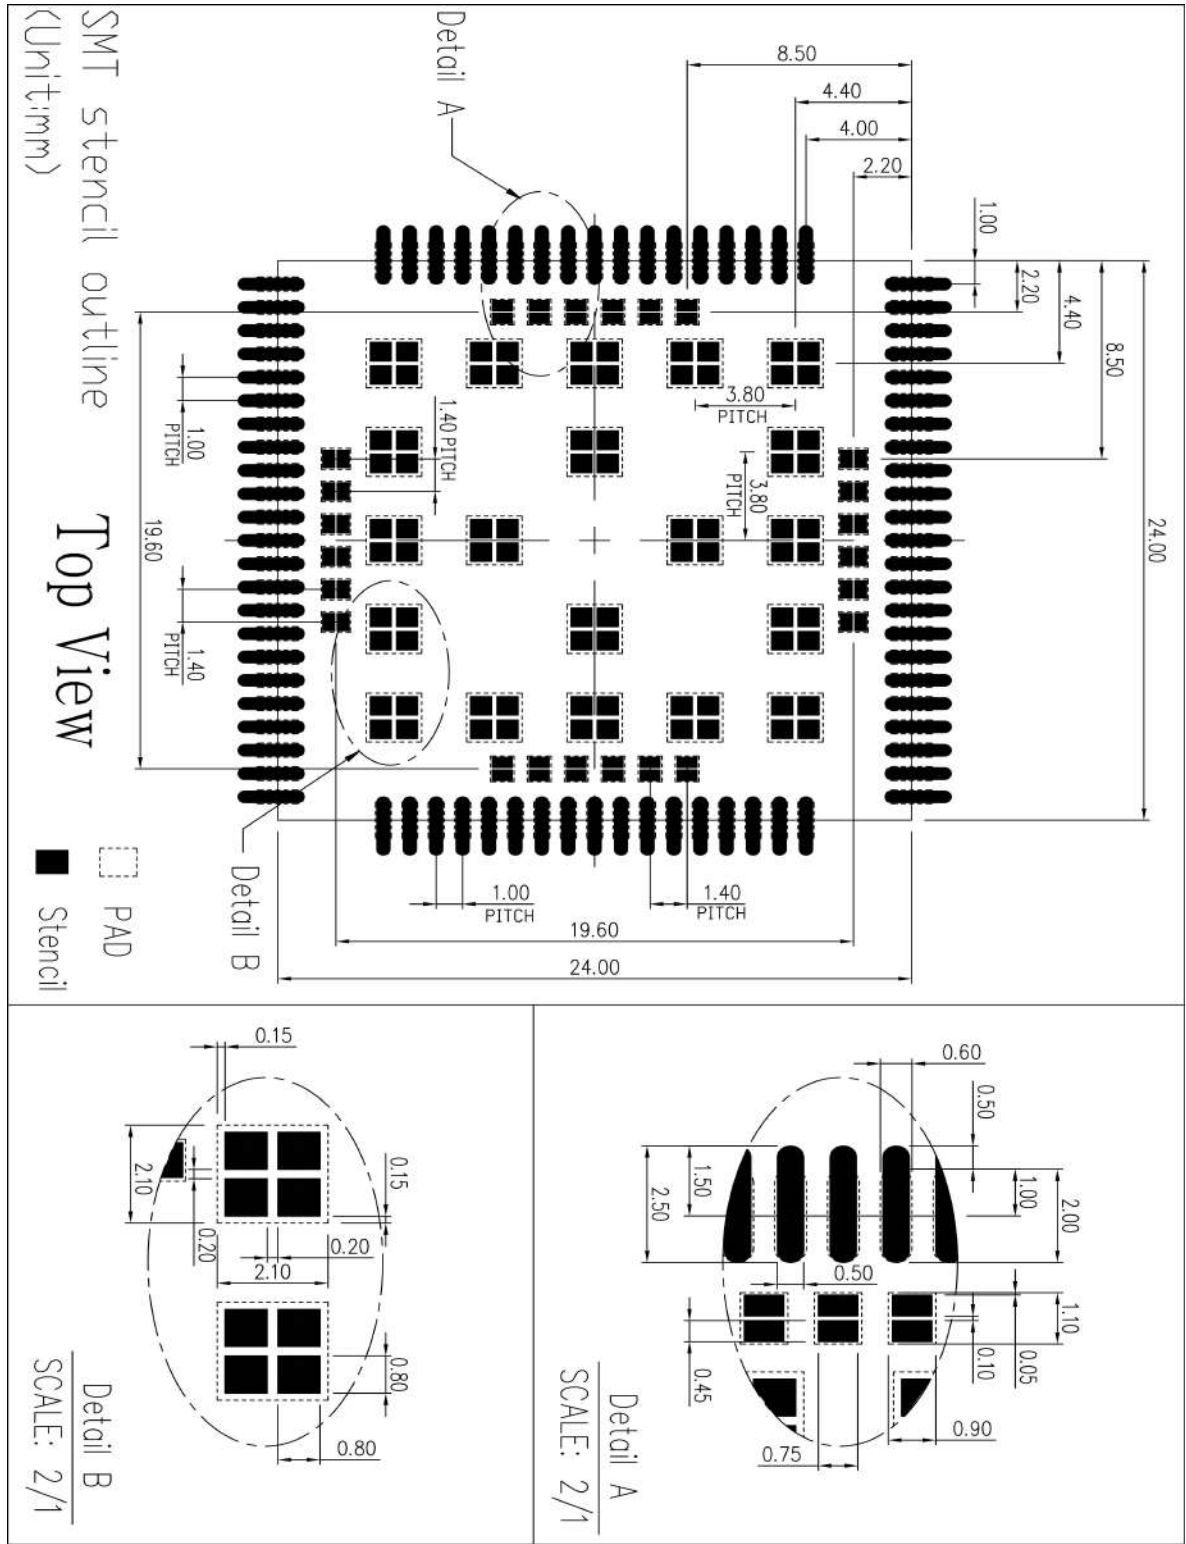 SMT stencil outline
(Unit:mm)
Top View
PAD
Stencil
Detail A
Detail B
8.50
4.40
4.00
2.20
1.00
2.20
4.40
8.50
24.00
3.80
PITCH
3.80
PITCH
1.40 PITCH
1.00
PITCH
19.60
1.40
PITCH
1.00
PITCH
1.40
PITCH
19.60
24.00
0.60
0.50
1.00
2.00
1.50
2.50
0.50
1.10
0.05
0.10
0.45
0.90
0.75
Detail A
SCALE: 2/1
0.15
2.10
0.15
0.20
0.20
2.10
0.80
0.80
Detail B
SCALE: 2/1